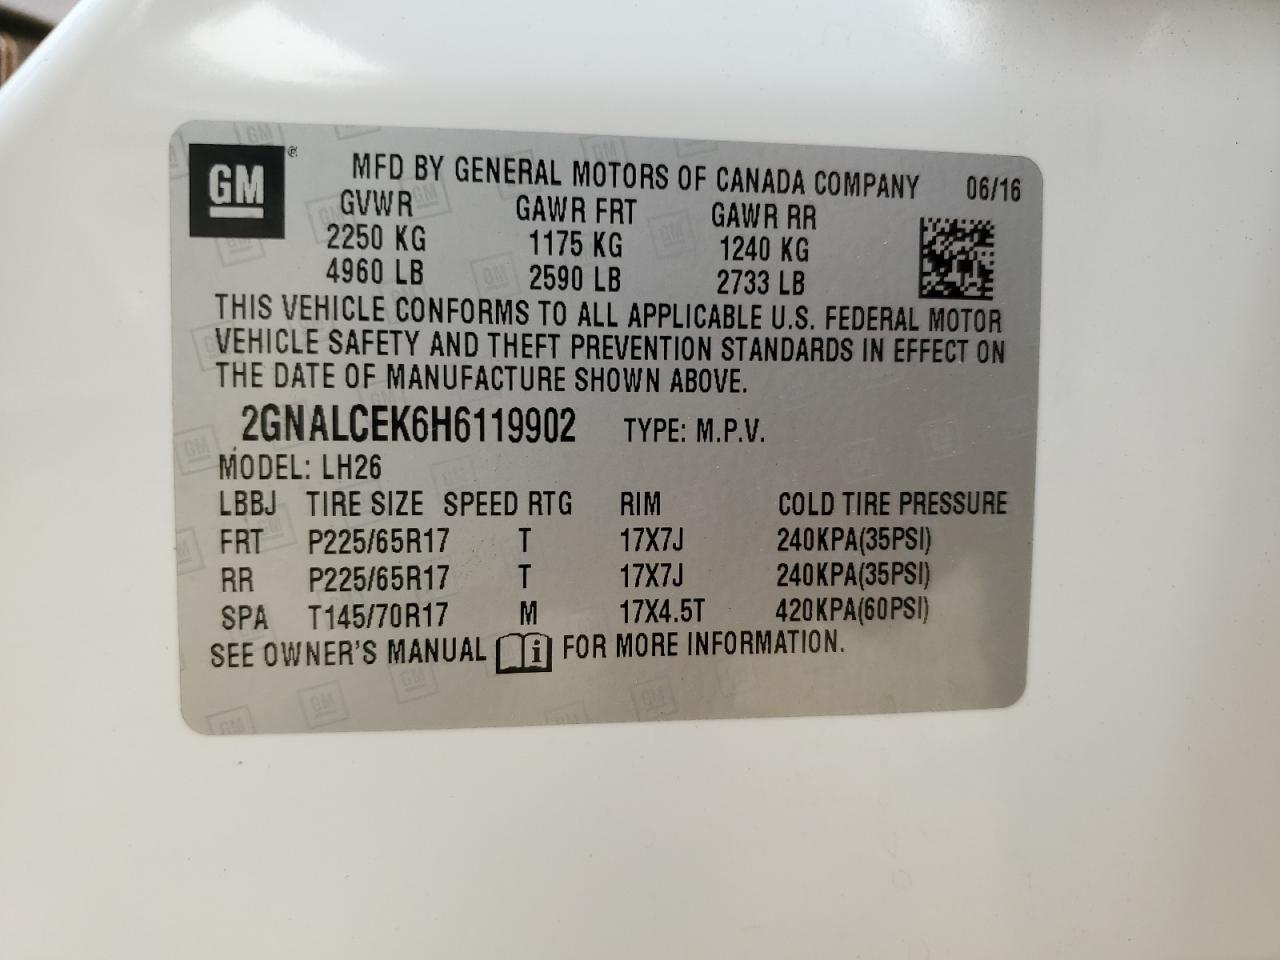 GM ® MFD BY GENERAL MOTORS OF CANADA COMPANY 06/16
GVWR GAWR FRT GAWR RR
2250 KG 1175 KG 1240 KG
4960 LB 2590 LB 2733 LB
THIS VEHICLE CONFORMS TO ALL APPLICABLE U.S. FEDERAL MOTOR
VEHICLE SAFETY AND THEFT PREVENTION STANDARDS IN EFFECT ON
THE DATE OF MANUFACTURE SHOWN ABOVE.
2GNALCEK6H6119902 TYPE: M.P.V.
MODEL: LH26
LBBJ TIRE SIZE SPEED RTG RIM COLD TIRE PRESSURE
FRT P225/65R17 T 17X7J 240KPA(35PSI)
RR P225/65R17 T 17X7J 240KPA(35PSI)
SPA T145/70R17 M 17X4.5T 420KPA(60PSI)
SEE OWNER'S MANUAL i FOR MORE INFORMATION.